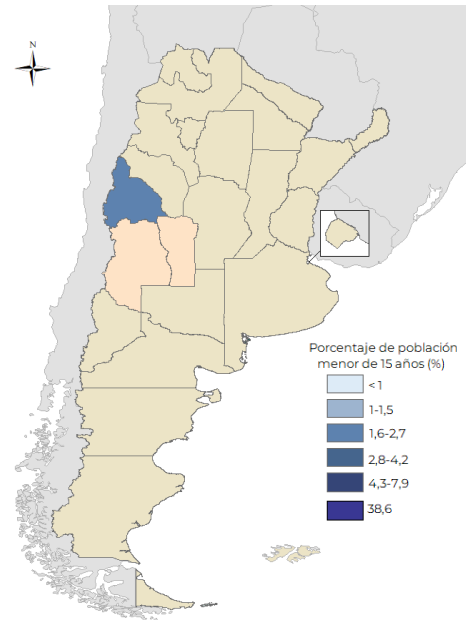 N
Porcentaje de población
menor de 15 años (%)
< 1
1-1,5
1,6-2,7
2,8-4,2
4,3-7,9
38,6